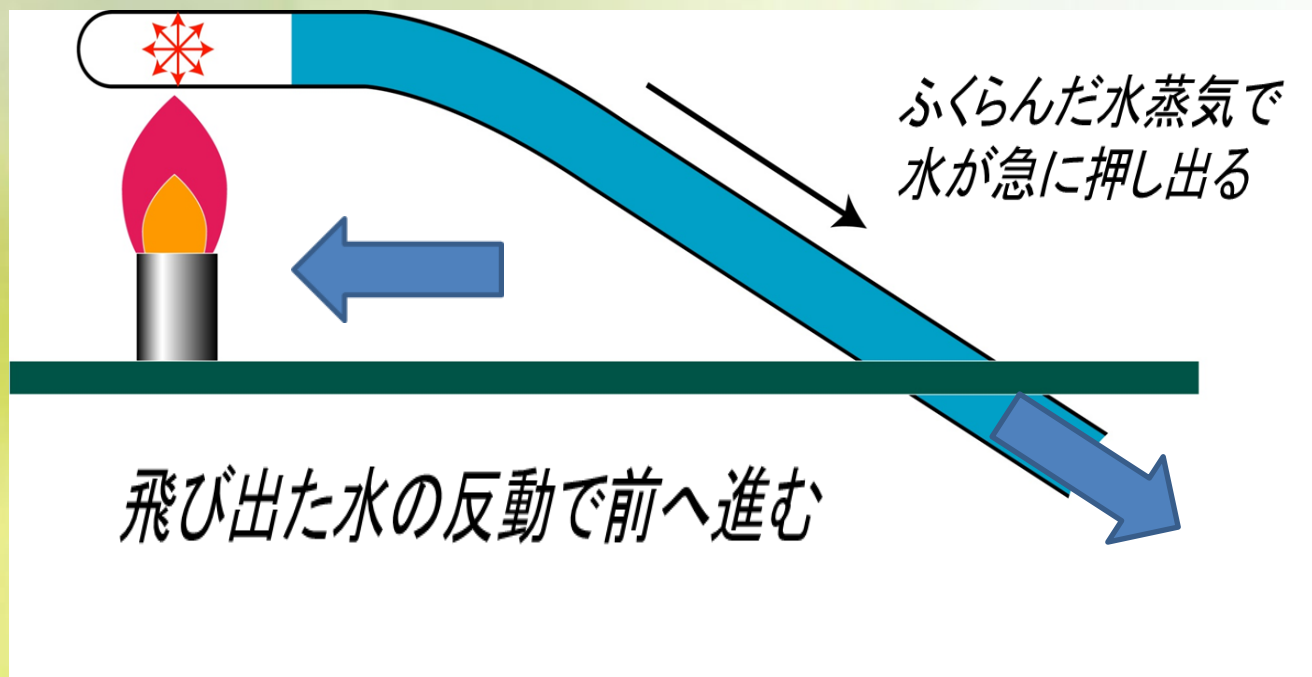 ふくらんだ水蒸気で
水が急に押し出る
飛び出た水の反動で前へ進む